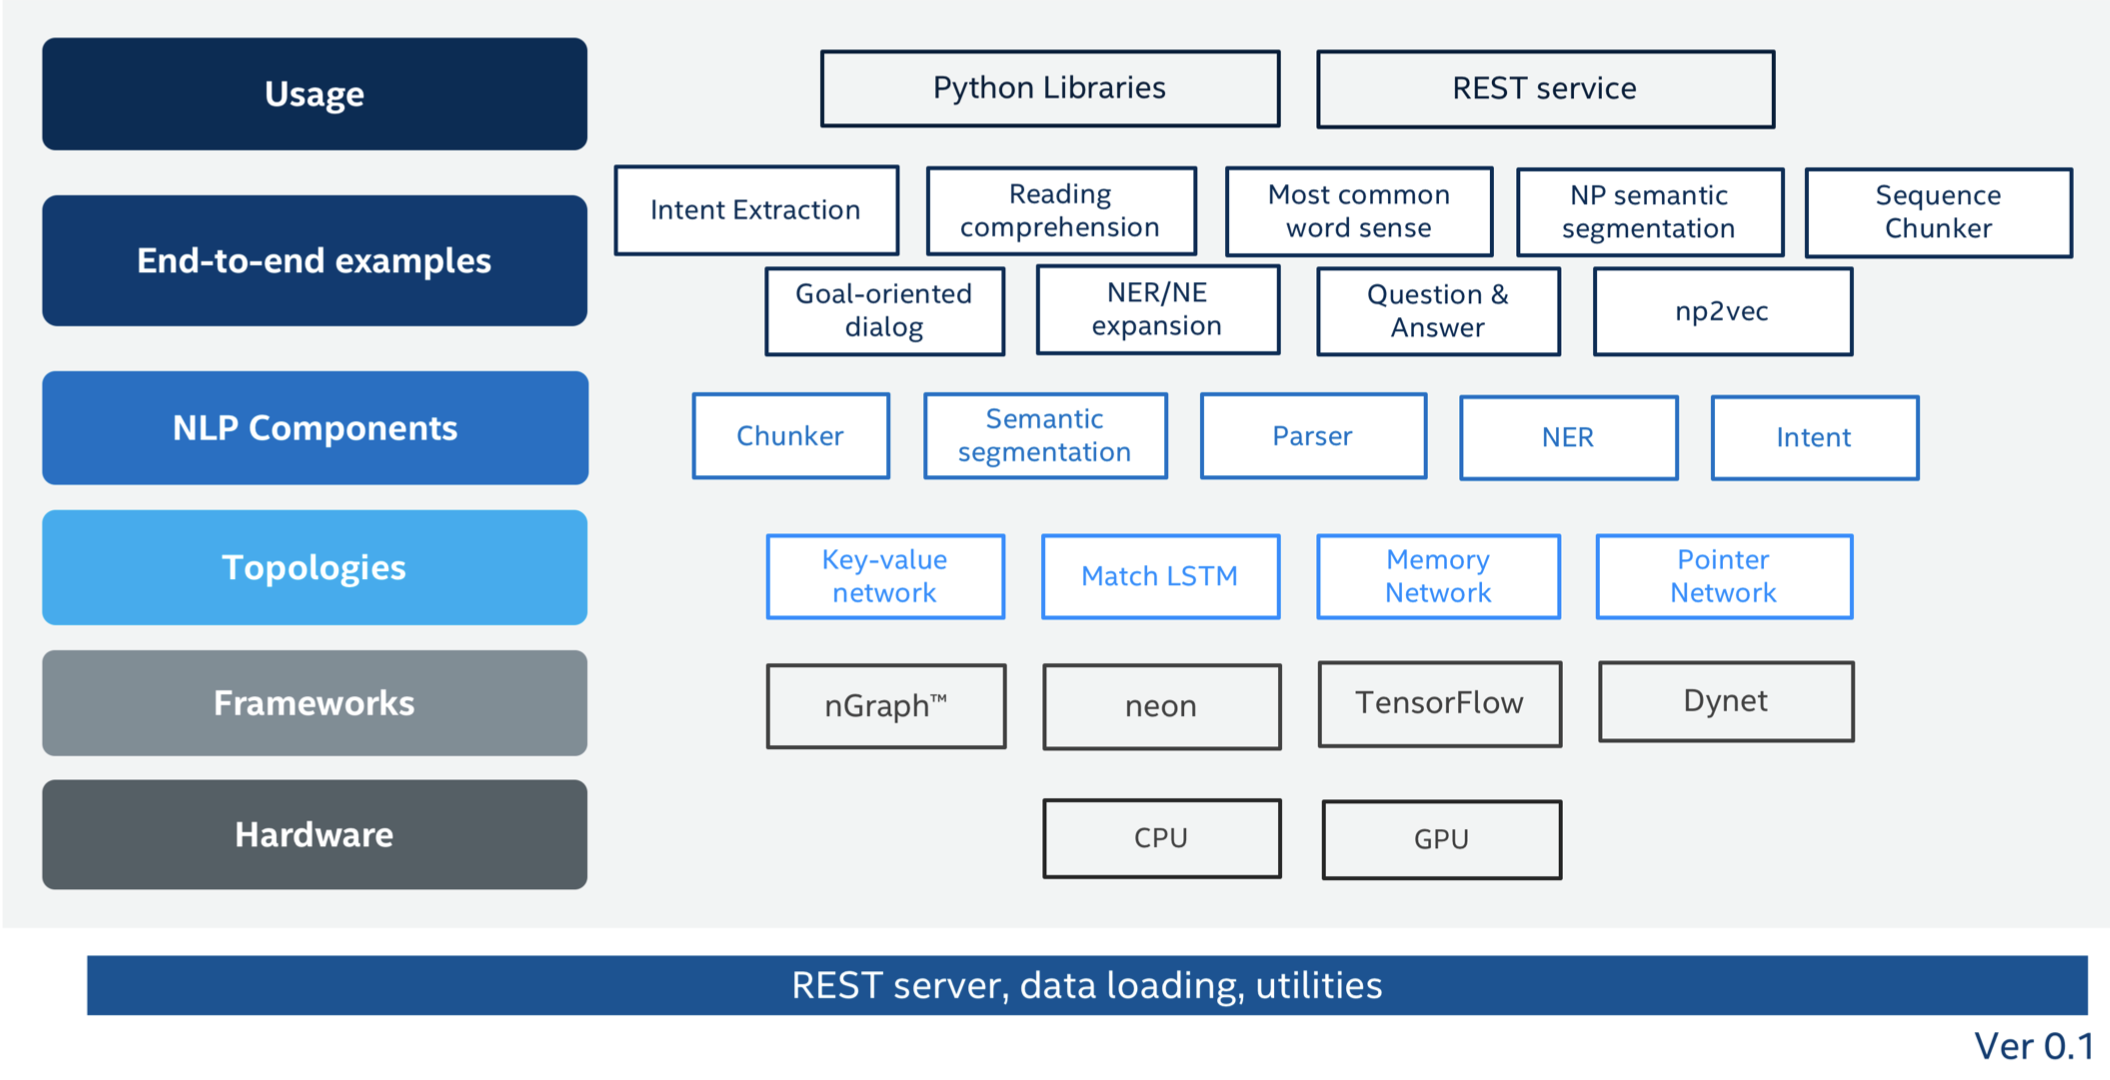 Usage
Python Libraries
REST service
End-to-end examples
Intent Extraction
Reading
comprehension
Most common
word sense
NP semantic
segmentation
Sequence
Chunker
Goal-oriented
dialog
NER/NE
expansion
Question &
Answer
np2vec
NLP Components
Chunker
Semantic
segmentation
Parser
NER
Intent
Topologies
Key-value
network
Match LSTM
Memory
Network
Pointer
Network
Frameworks
nGraph™
neon
TensorFlow
Dynet
Hardware
CPU
GPU
REST server, data loading, utilities
Ver 0.1